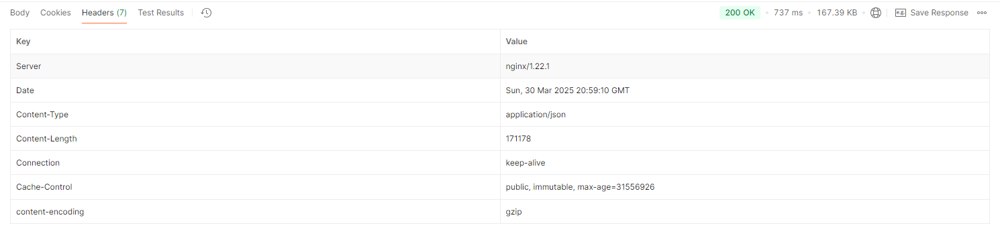 Body Cookies Headers (7) Test Results 200 OK • 737 ms • 167.39 KB • e.g. Save Response
Key Value
Server nginx/1.22.1
Date Sun, 30 Mar 2025 20:59:10 GMT
Content-Type application/json
Content-Length 171178
Connection keep-alive
Cache-Control public, immutable, max-age=31556926
content-encoding gzip